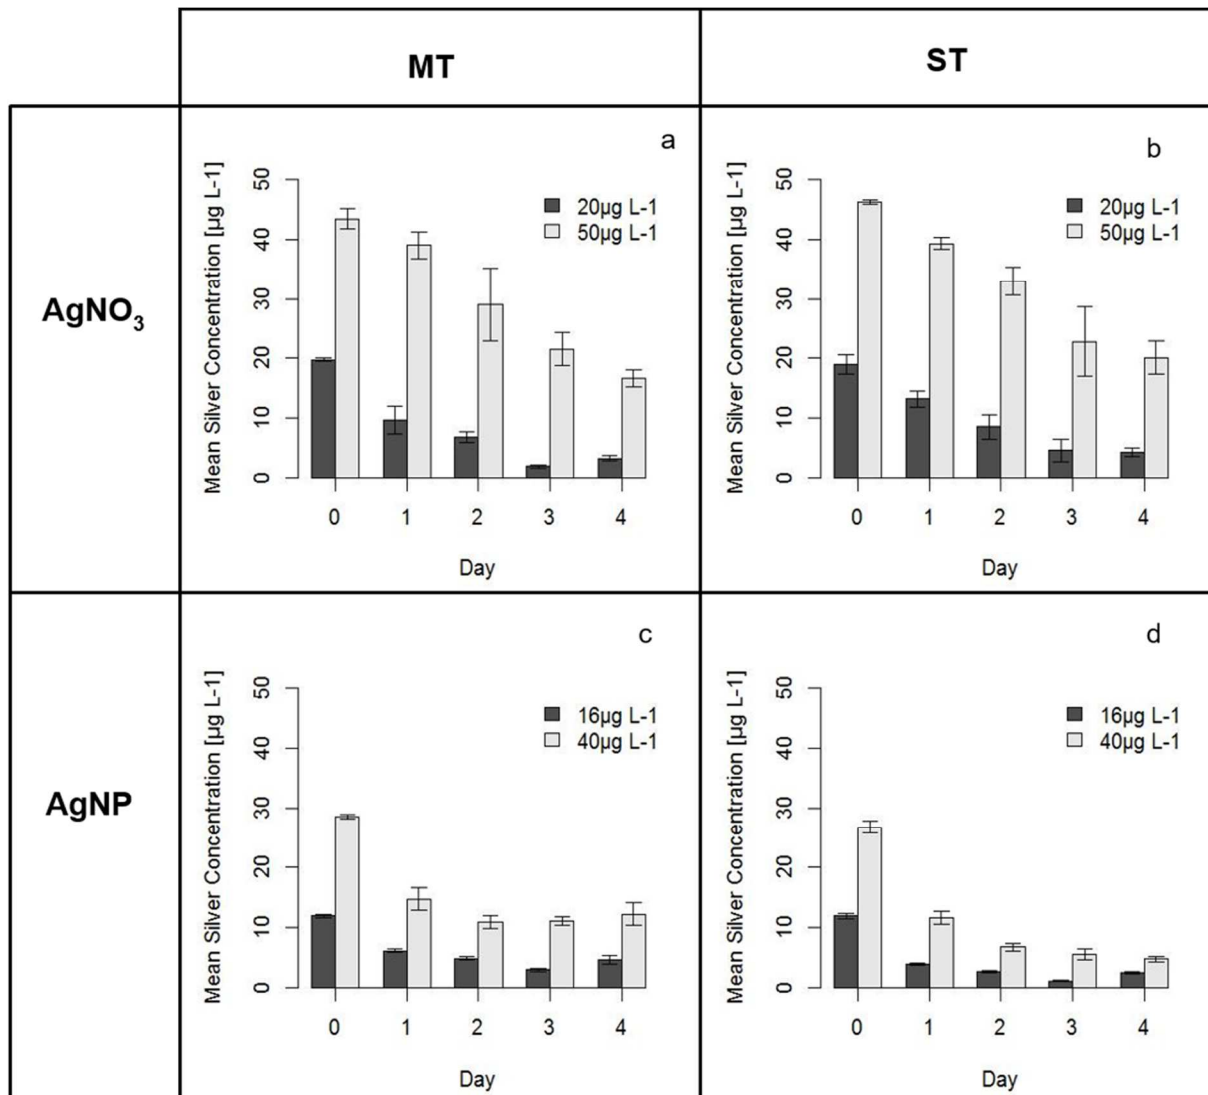 MT
ST
AgNO3
a
Mean Silver Concentration [µg L-1]
50
40
30
20
10
0
20µg L-1
50µg L-1
0 1 2 3 4
Day
b
Mean Silver Concentration [µg L-1]
50
40
30
20
10
0
20µg L-1
50µg L-1
0 1 2 3 4
Day
AgNP
c
Mean Silver Concentration [µg L-1]
50
40
30
20
10
0
16µg L-1
40µg L-1
0 1 2 3 4
Day
d
Mean Silver Concentration [µg L-1]
50
40
30
20
10
0
16µg L-1
40µg L-1
0 1 2 3 4
Day